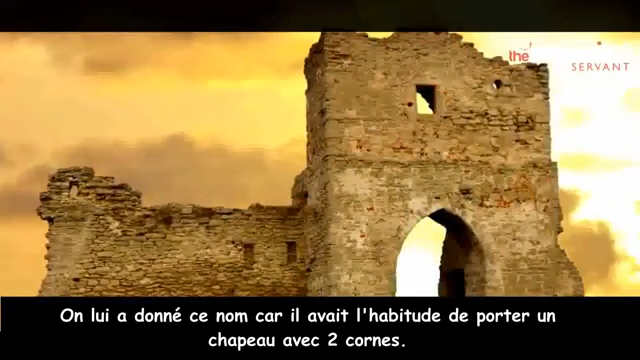 the
SERVANT
On lui a donné ce nom car il avait l'habitude de porter un
chapeau avec 2 cornes.